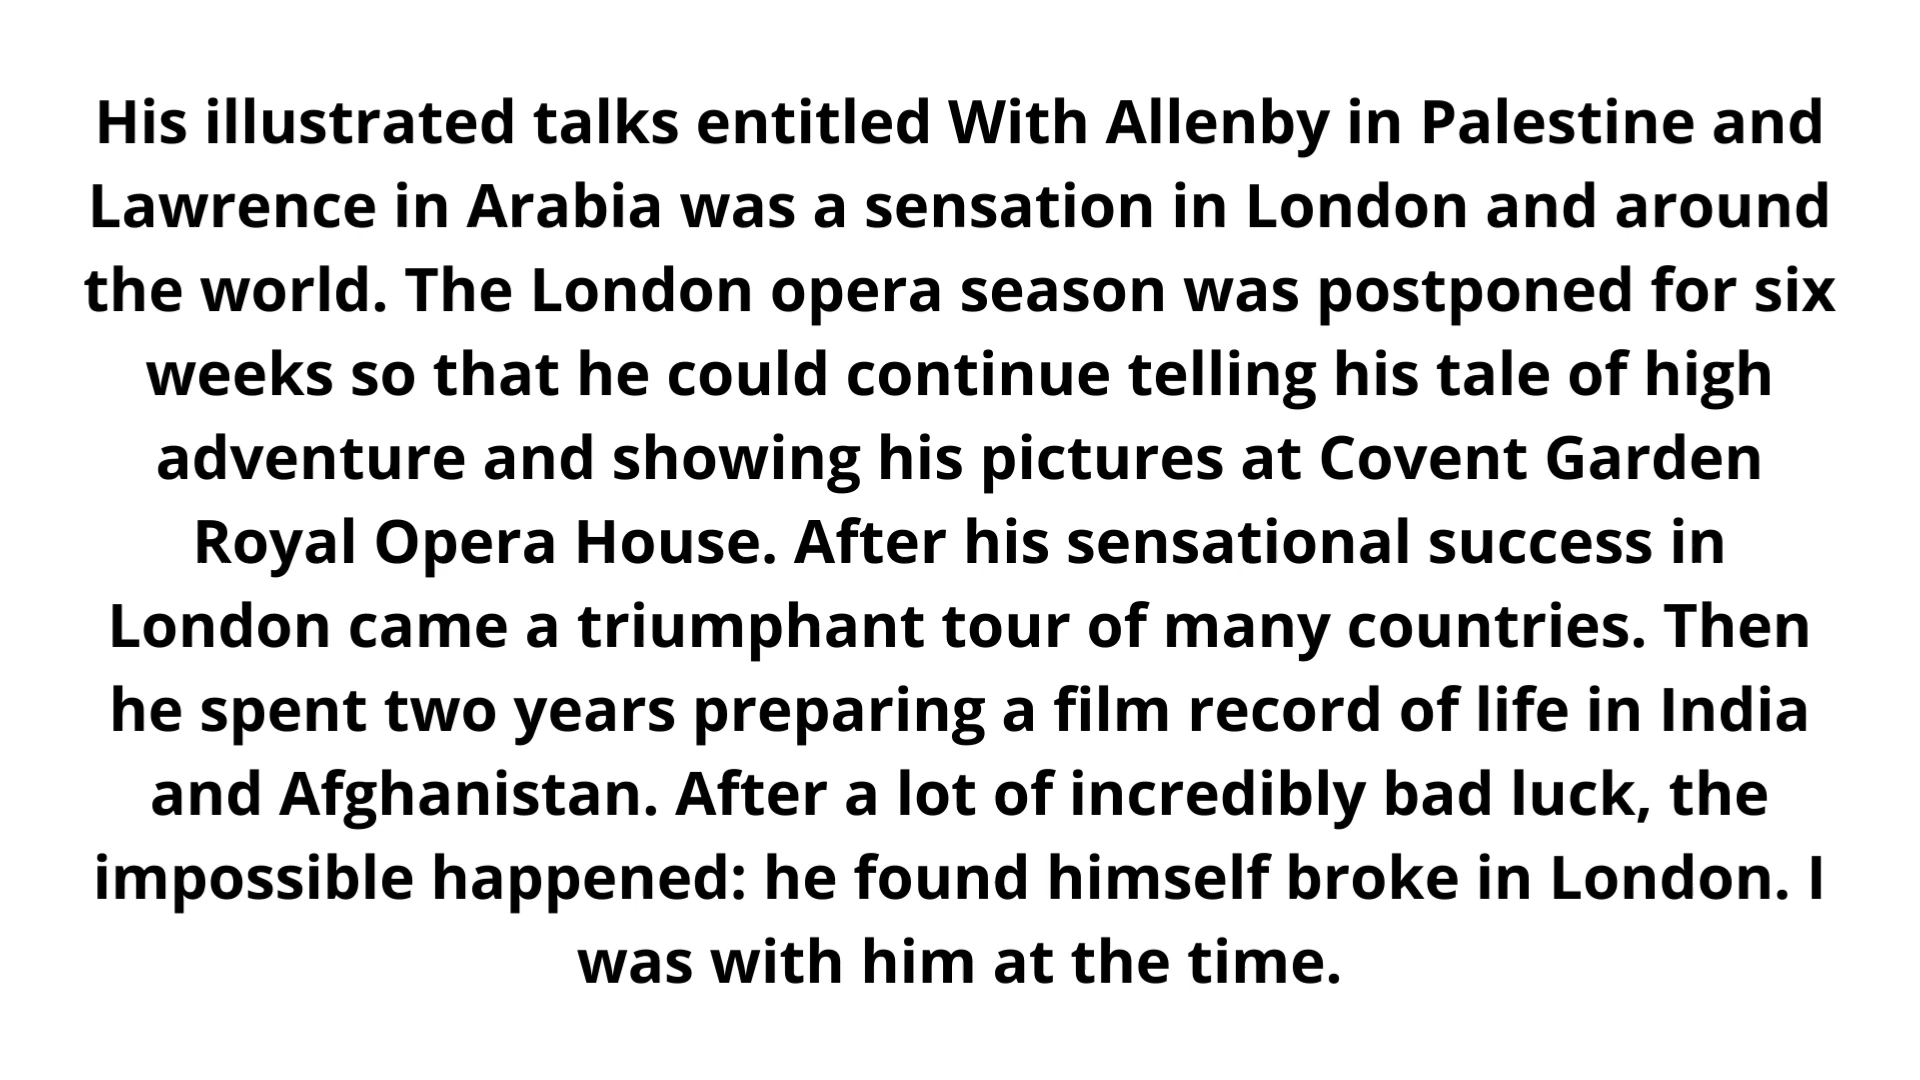 His illustrated talks entitled With Allenby in Palestine and
Lawrence in Arabia was a sensation in London and around
the world. The London opera season was postponed for six
weeks so that he could continue telling his tale of high
adventure and showing his pictures at Covent Garden
Royal Opera House. After his sensational success in
London came a triumphant tour of many countries. Then
he spent two years preparing a film record of life in India
and Afghanistan. After a lot of incredibly bad luck, the
impossible happened: he found himself broke in London. I
was with him at the time.